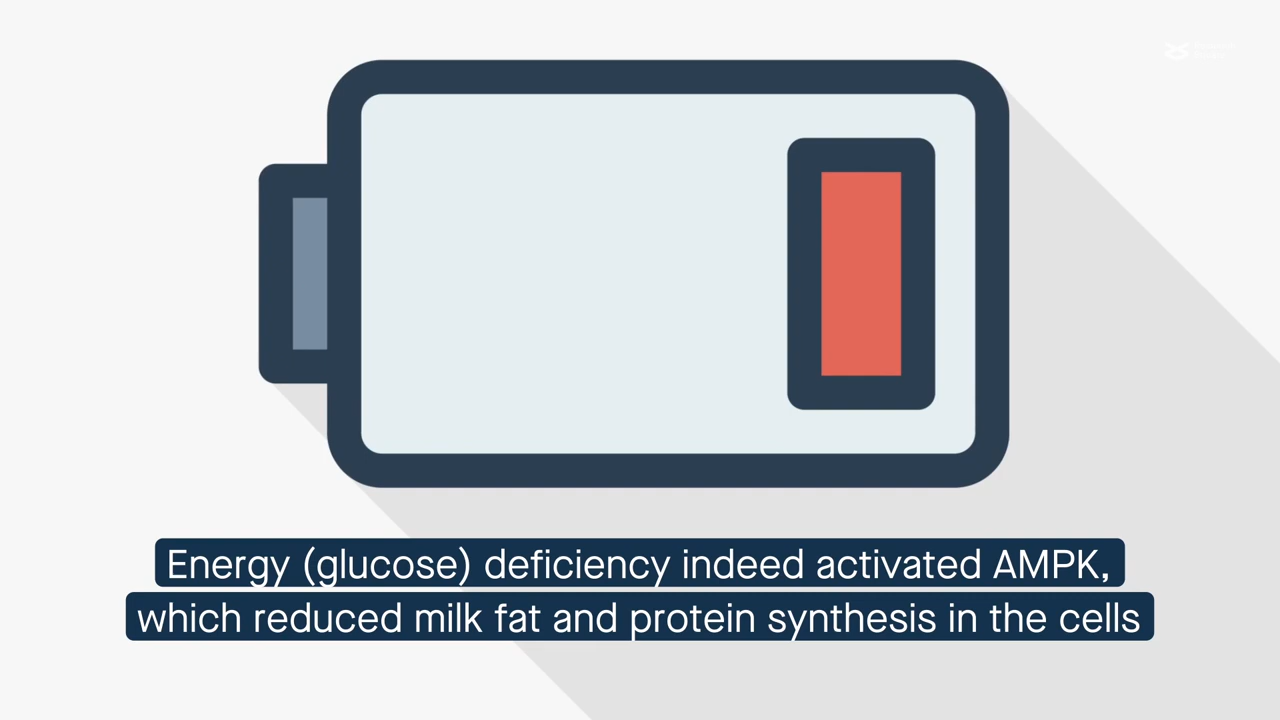 Energy (glucose) deficiency indeed activated AMPK,
which reduced milk fat and protein synthesis in the cells